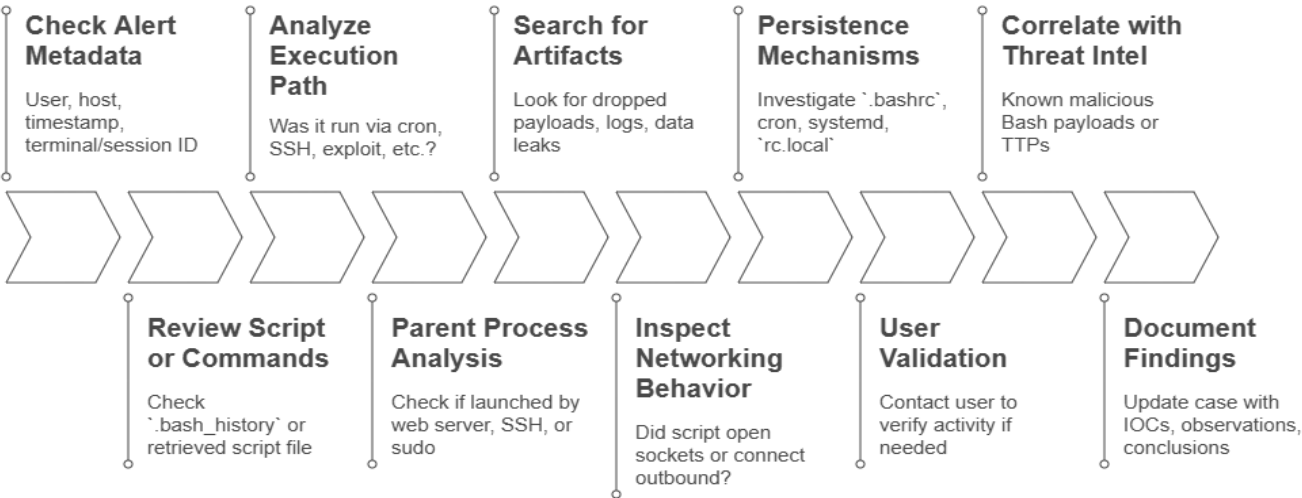 Check Alert
Metadata
User, host,
timestamp,
terminal/session ID
Review Script
or Commands
Check
`.bash_history` or
retrieved script file
Analyze
Execution
Path
Was it run via cron,
SSH, exploit, etc.?
Parent Process
Analysis
Check if launched by
web server, SSH, or
sudo
Search for
Artifacts
Look for dropped
payloads, logs, data
leaks
Inspect
Networking
Behavior
Did script open
sockets or connect
outbound?
Persistence
Mechanisms
Investigate `.bashrc`,
cron, systemd,
`rc.local`
User
Validation
Contact user to
verify activity if
needed
Correlate with
Threat Intel
Known malicious
Bash payloads or
TTPs
Document
Findings
Update case with
IOCs, observations,
conclusions